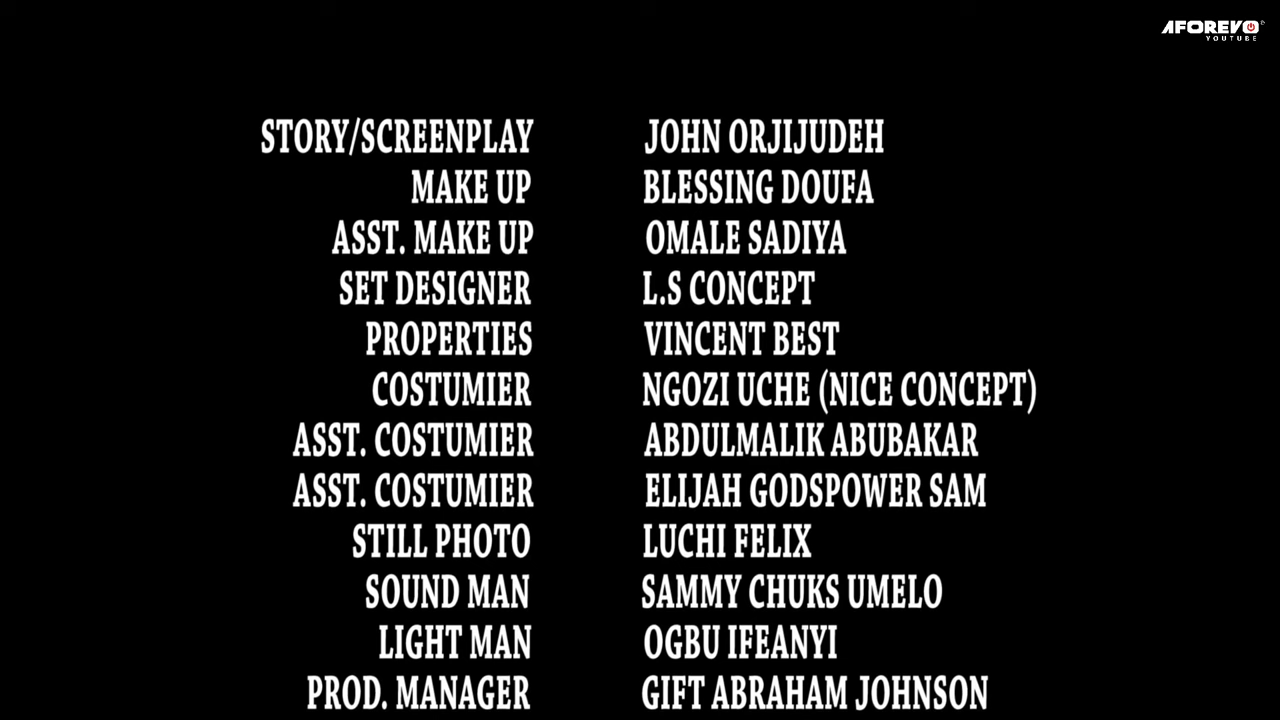 AFOREVO
YOUTUBE
STORY/SCREENPLAY JOHN ORJIJUDEH
MAKE UP BLESSING DOUFA
ASST. MAKE UP OMALE SADIYA
SET DESIGNER L.S CONCEPT
PROPERTIES VINCENT BEST
COSTUMIER NGOZI UCHE (NICE CONCEPT)
ASST. COSTUMIER ABDULMALIK ABUBAKAR
ASST. COSTUMIER ELIJAH GODSPOWER SAM
STILL PHOTO LUCHI FELIX
SOUND MAN SAMMY CHUKS UMELO
LIGHT MAN OGBU IFEANYI
PROD. MANAGER GIFT ABRAHAM JOHNSON